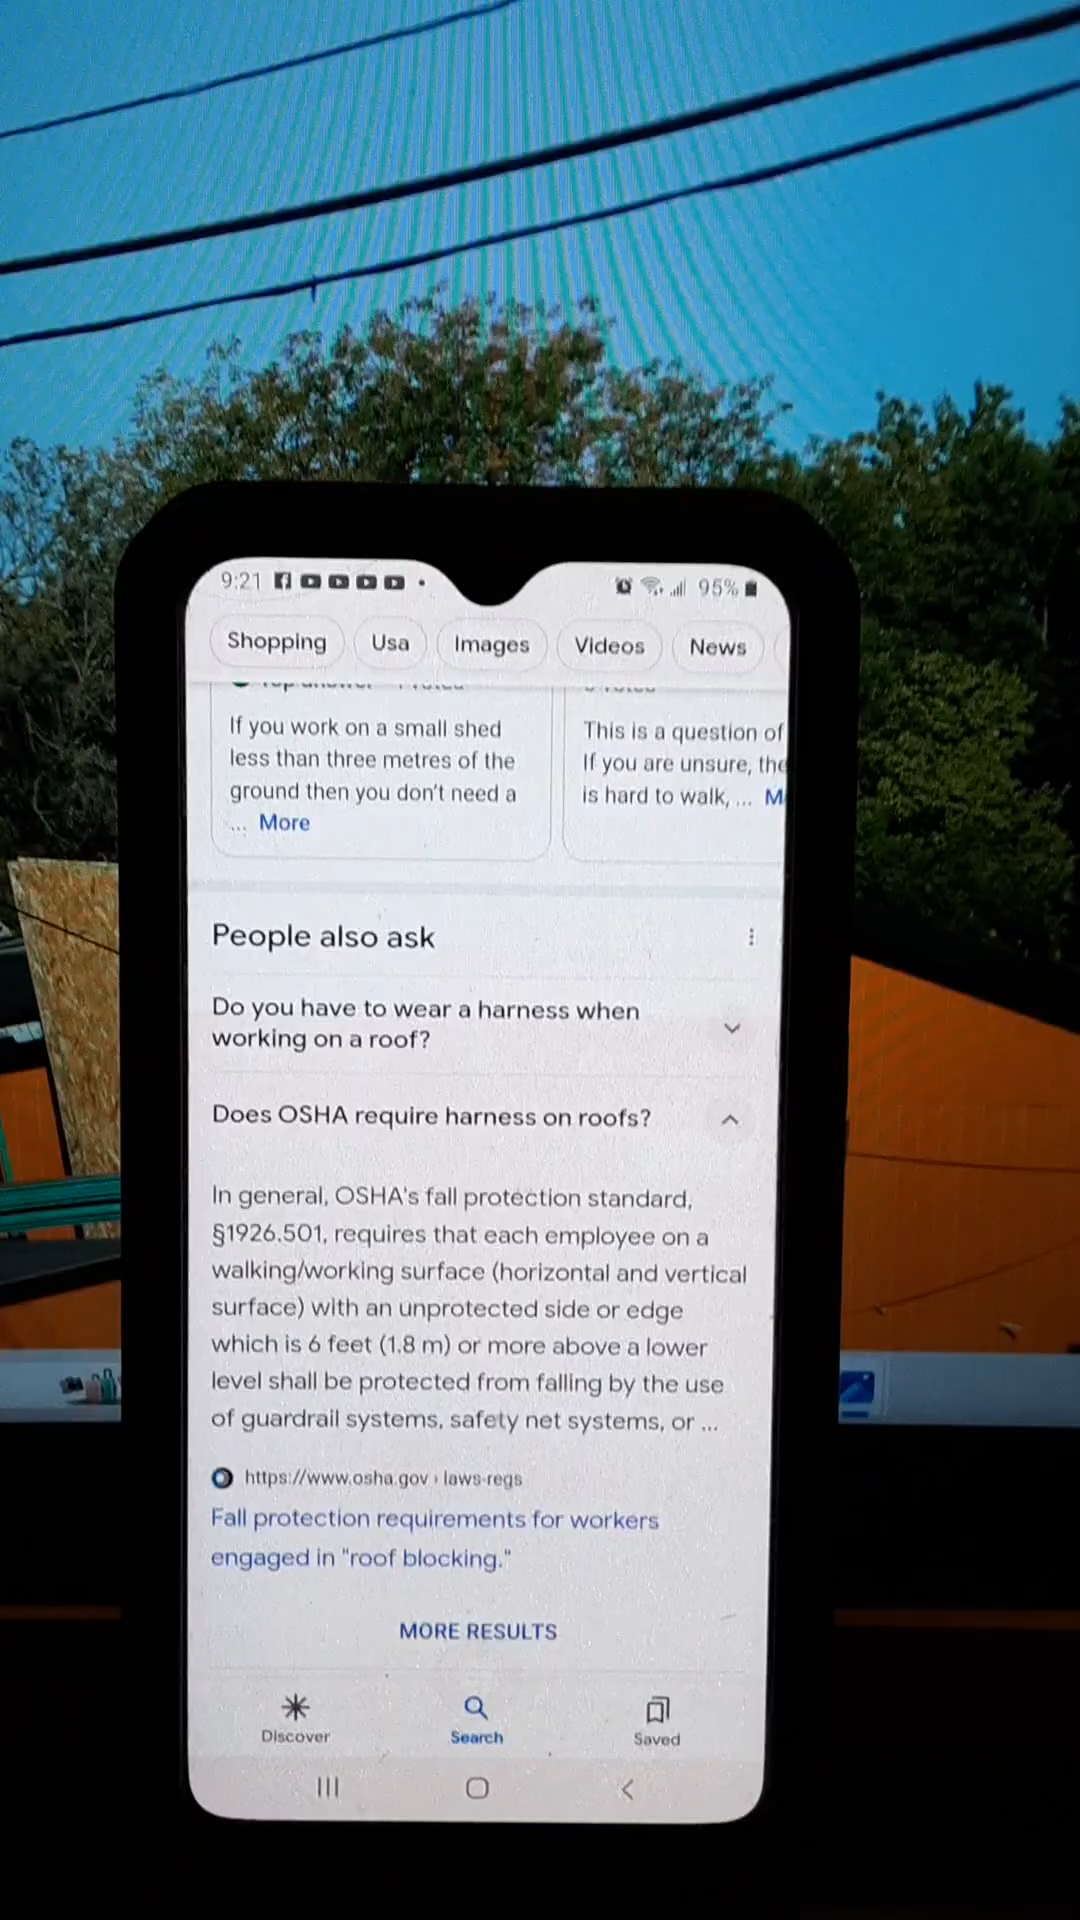 9:21 95%
Shopping Usa Images Videos News
If you work on a small shed
less than three metres of the
ground then you don't need a
... More
This is a question of
If you are unsure, the
is hard to walk, ... M
People also ask
Do you have to wear a harness when
working on a roof?
Does OSHA require harness on roofs?
In general, OSHA's fall protection standard,
§1926.501, requires that each employee on a
walking/working surface (horizontal and vertical
surface) with an unprotected side or edge
which is 6 feet (1.8 m) or more above a lower
level shall be protected from falling by the use
of guardrail systems, safety net systems, or ...
https://www.osha.gov › laws-regs
Fall protection requirements for workers
engaged in "roof blocking."
MORE RESULTS
Discover Search Saved